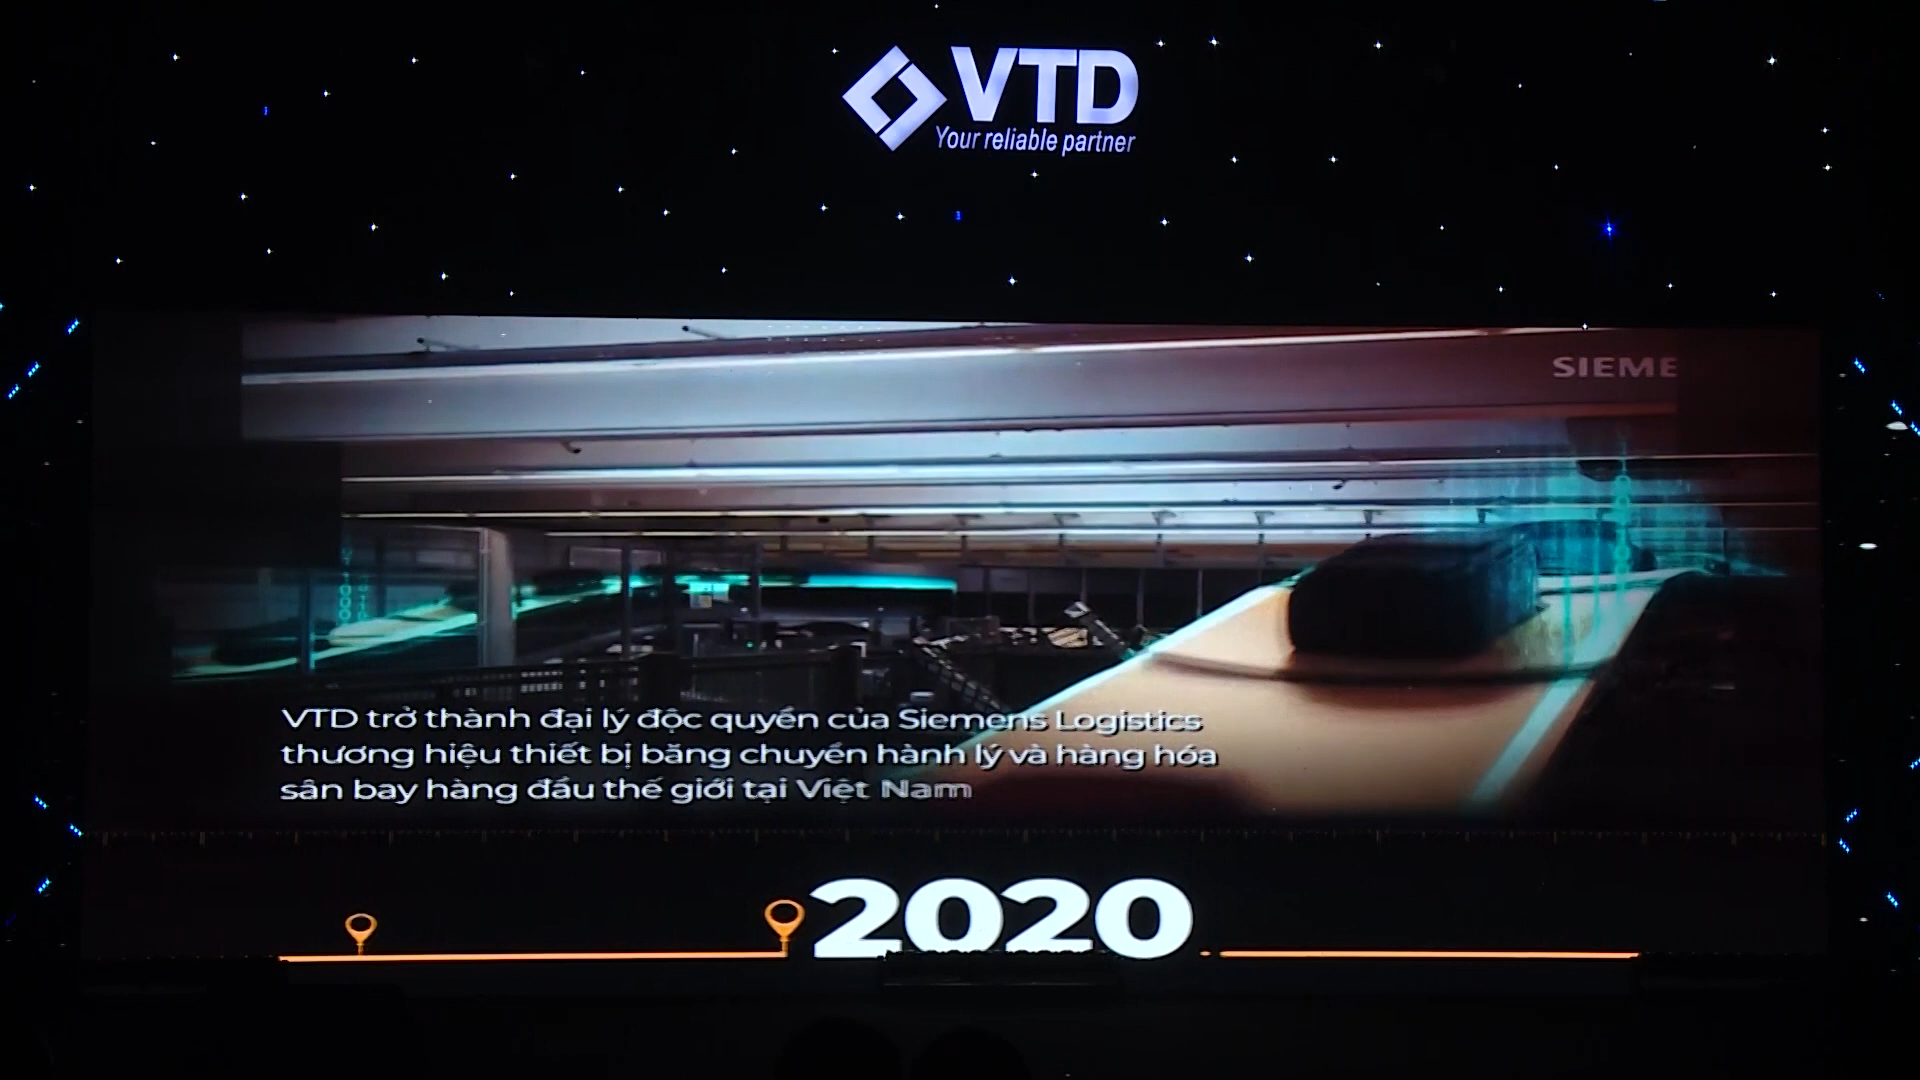 VTD
Your reliable partner
SIEME
VTD trở thành đại lý độc quyền của Siemens Logistics
thương hiệu thiết bị băng chuyền hành lý và hàng hóa
sân bay hàng đầu thế giới tại Việt Nam
2020